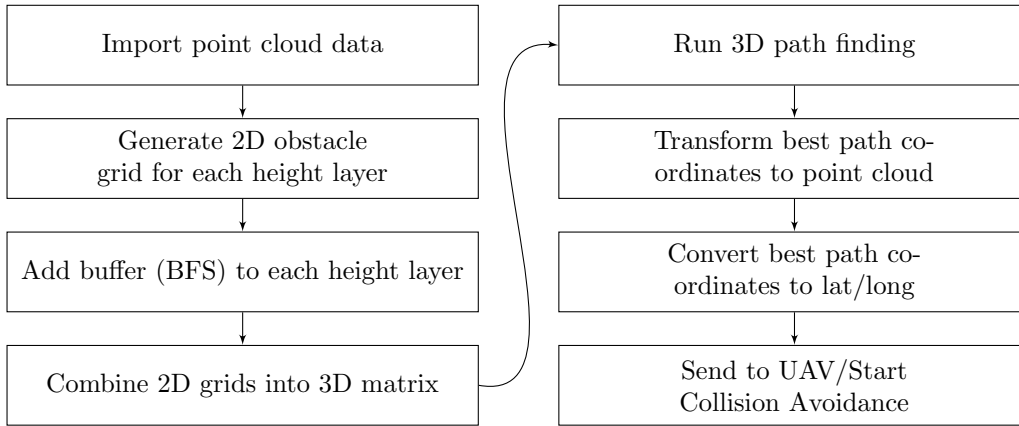 Import point cloud data
Generate 2D obstacle
grid for each height layer
Add buffer (BFS) to each height layer
Combine 2D grids into 3D matrix
Run 3D path finding
Transform best path co-
ordinates to point cloud
Convert best path co-
ordinates to lat/long
Send to UAV/Start
Collision Avoidance